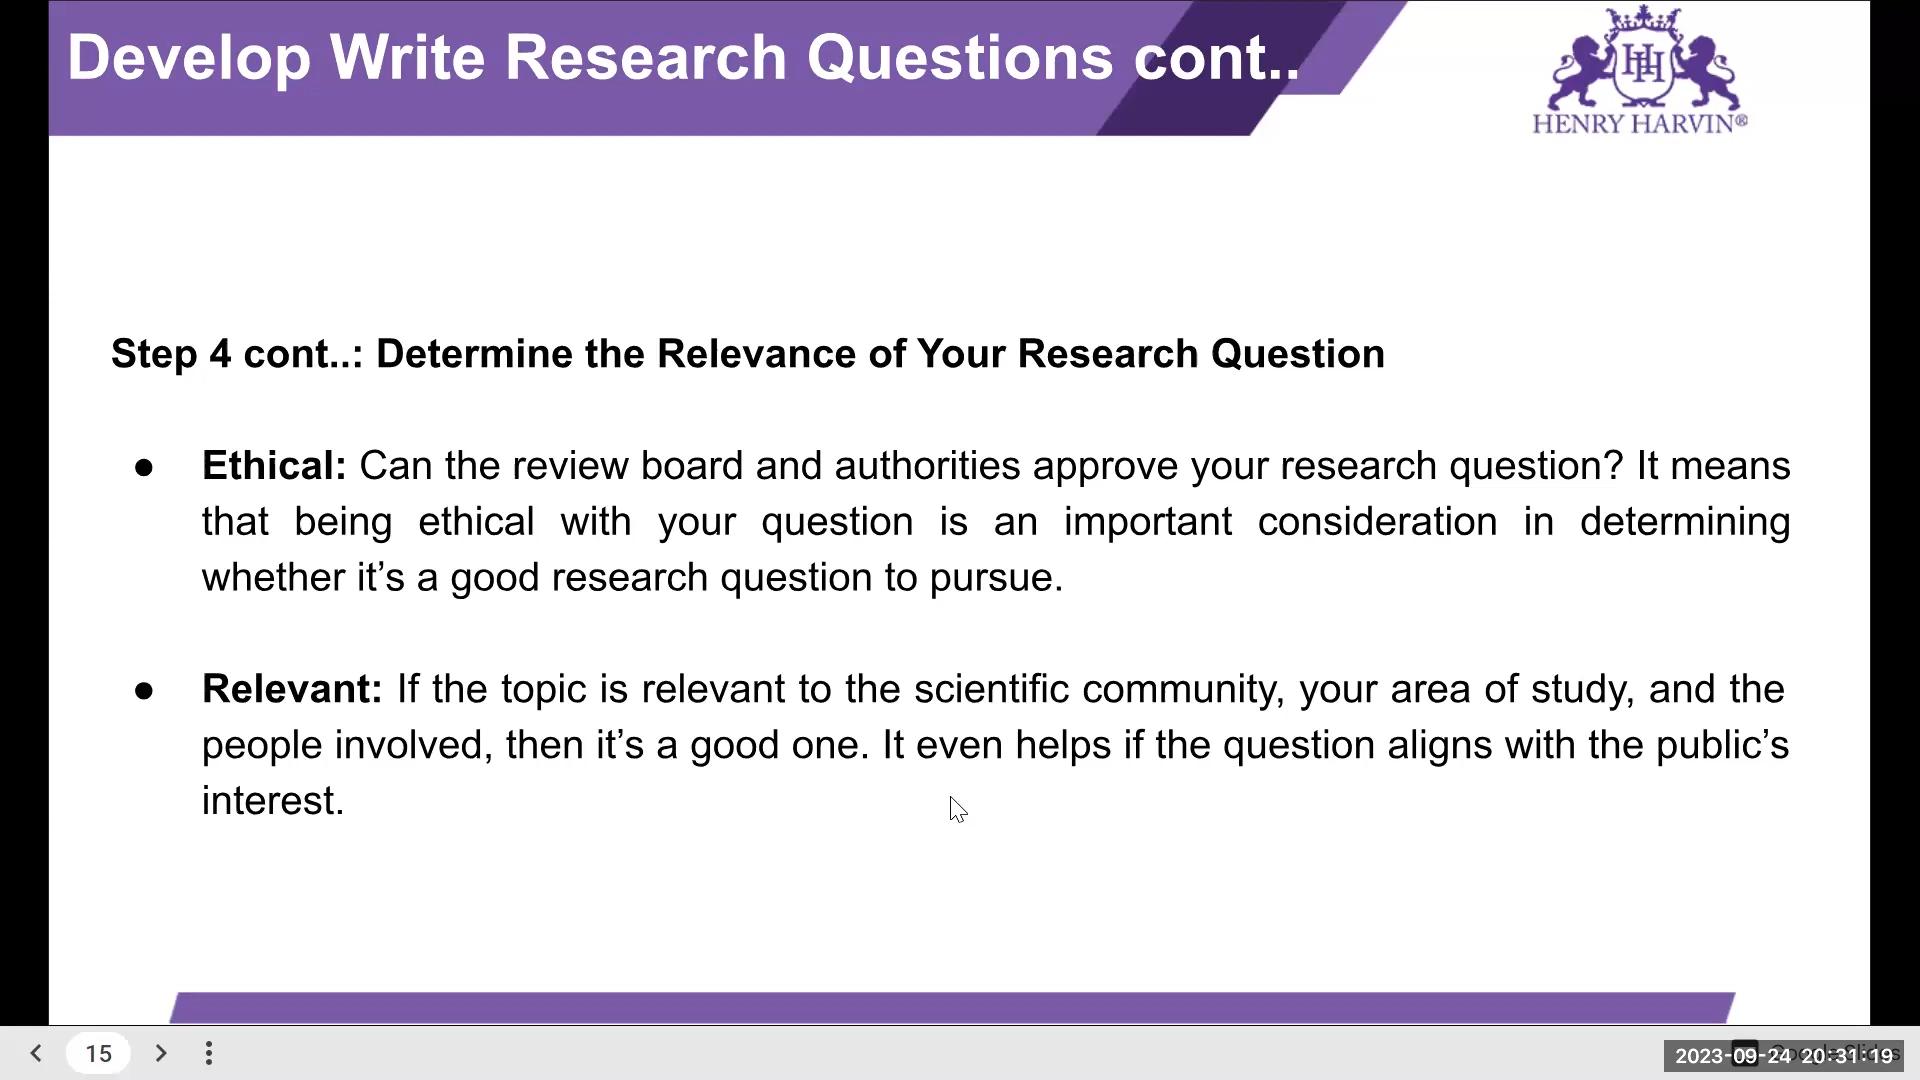 Develop Write Research Questions cont..
HENRY HARVIN®
Step 4 cont..: Determine the Relevance of Your Research Question
● Ethical: Can the review board and authorities approve your research question? It means
that being ethical with your question is an important consideration in determining
whether it’s a good research question to pursue.
● Relevant: If the topic is relevant to the scientific community, your area of study, and the
people involved, then it’s a good one. It even helps if the question aligns with the public’s
interest.
15
2023-09-24 20:31:19